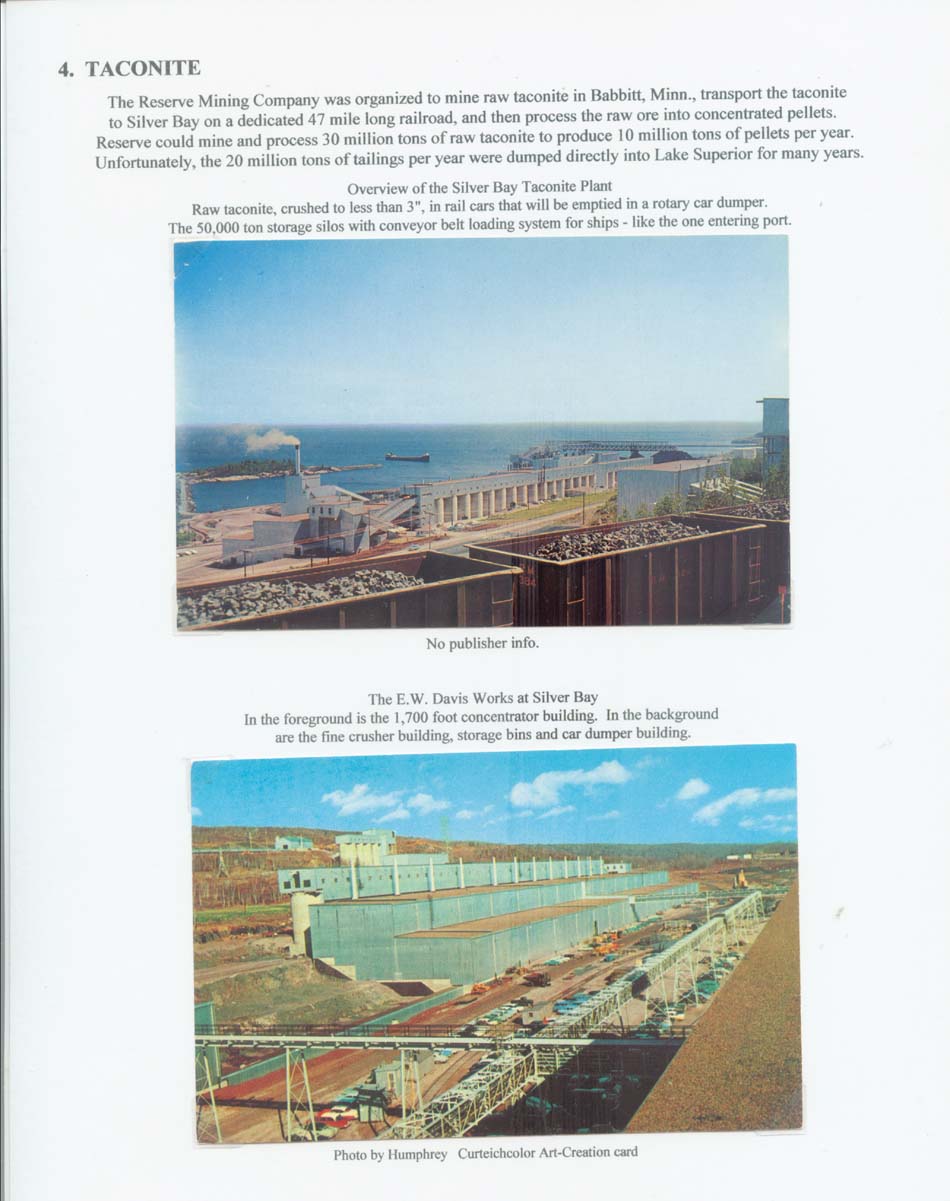 4. TACONITE
The Reserve Mining Company was organized to mine raw taconite in Babbitt, Minn., transport the taconite
to Silver Bay on a dedicated 47 mile long railroad, and then process the raw ore into concentrated pellets.
Reserve could mine and process 30 million tons of raw taconite to produce 10 million tons of pellets per year.
Unfortunately, the 20 million tons of tailings per year were dumped directly into Lake Superior for many years.
Overview of the Silver Bay Taconite Plant
Raw taconite, crushed to less than 3", in rail cars that will be emptied in a rotary car dumper.
The 50,000 ton storage silos with conveyor belt loading system for ships - like the one entering port.
No publisher info.
The E.W. Davis Works at Silver Bay
In the foreground is the 1,700 foot concentrator building. In the background
are the fine crusher building, storage bins and car dumper building.
Photo by Humphrey Curteichcolor Art-Creation card